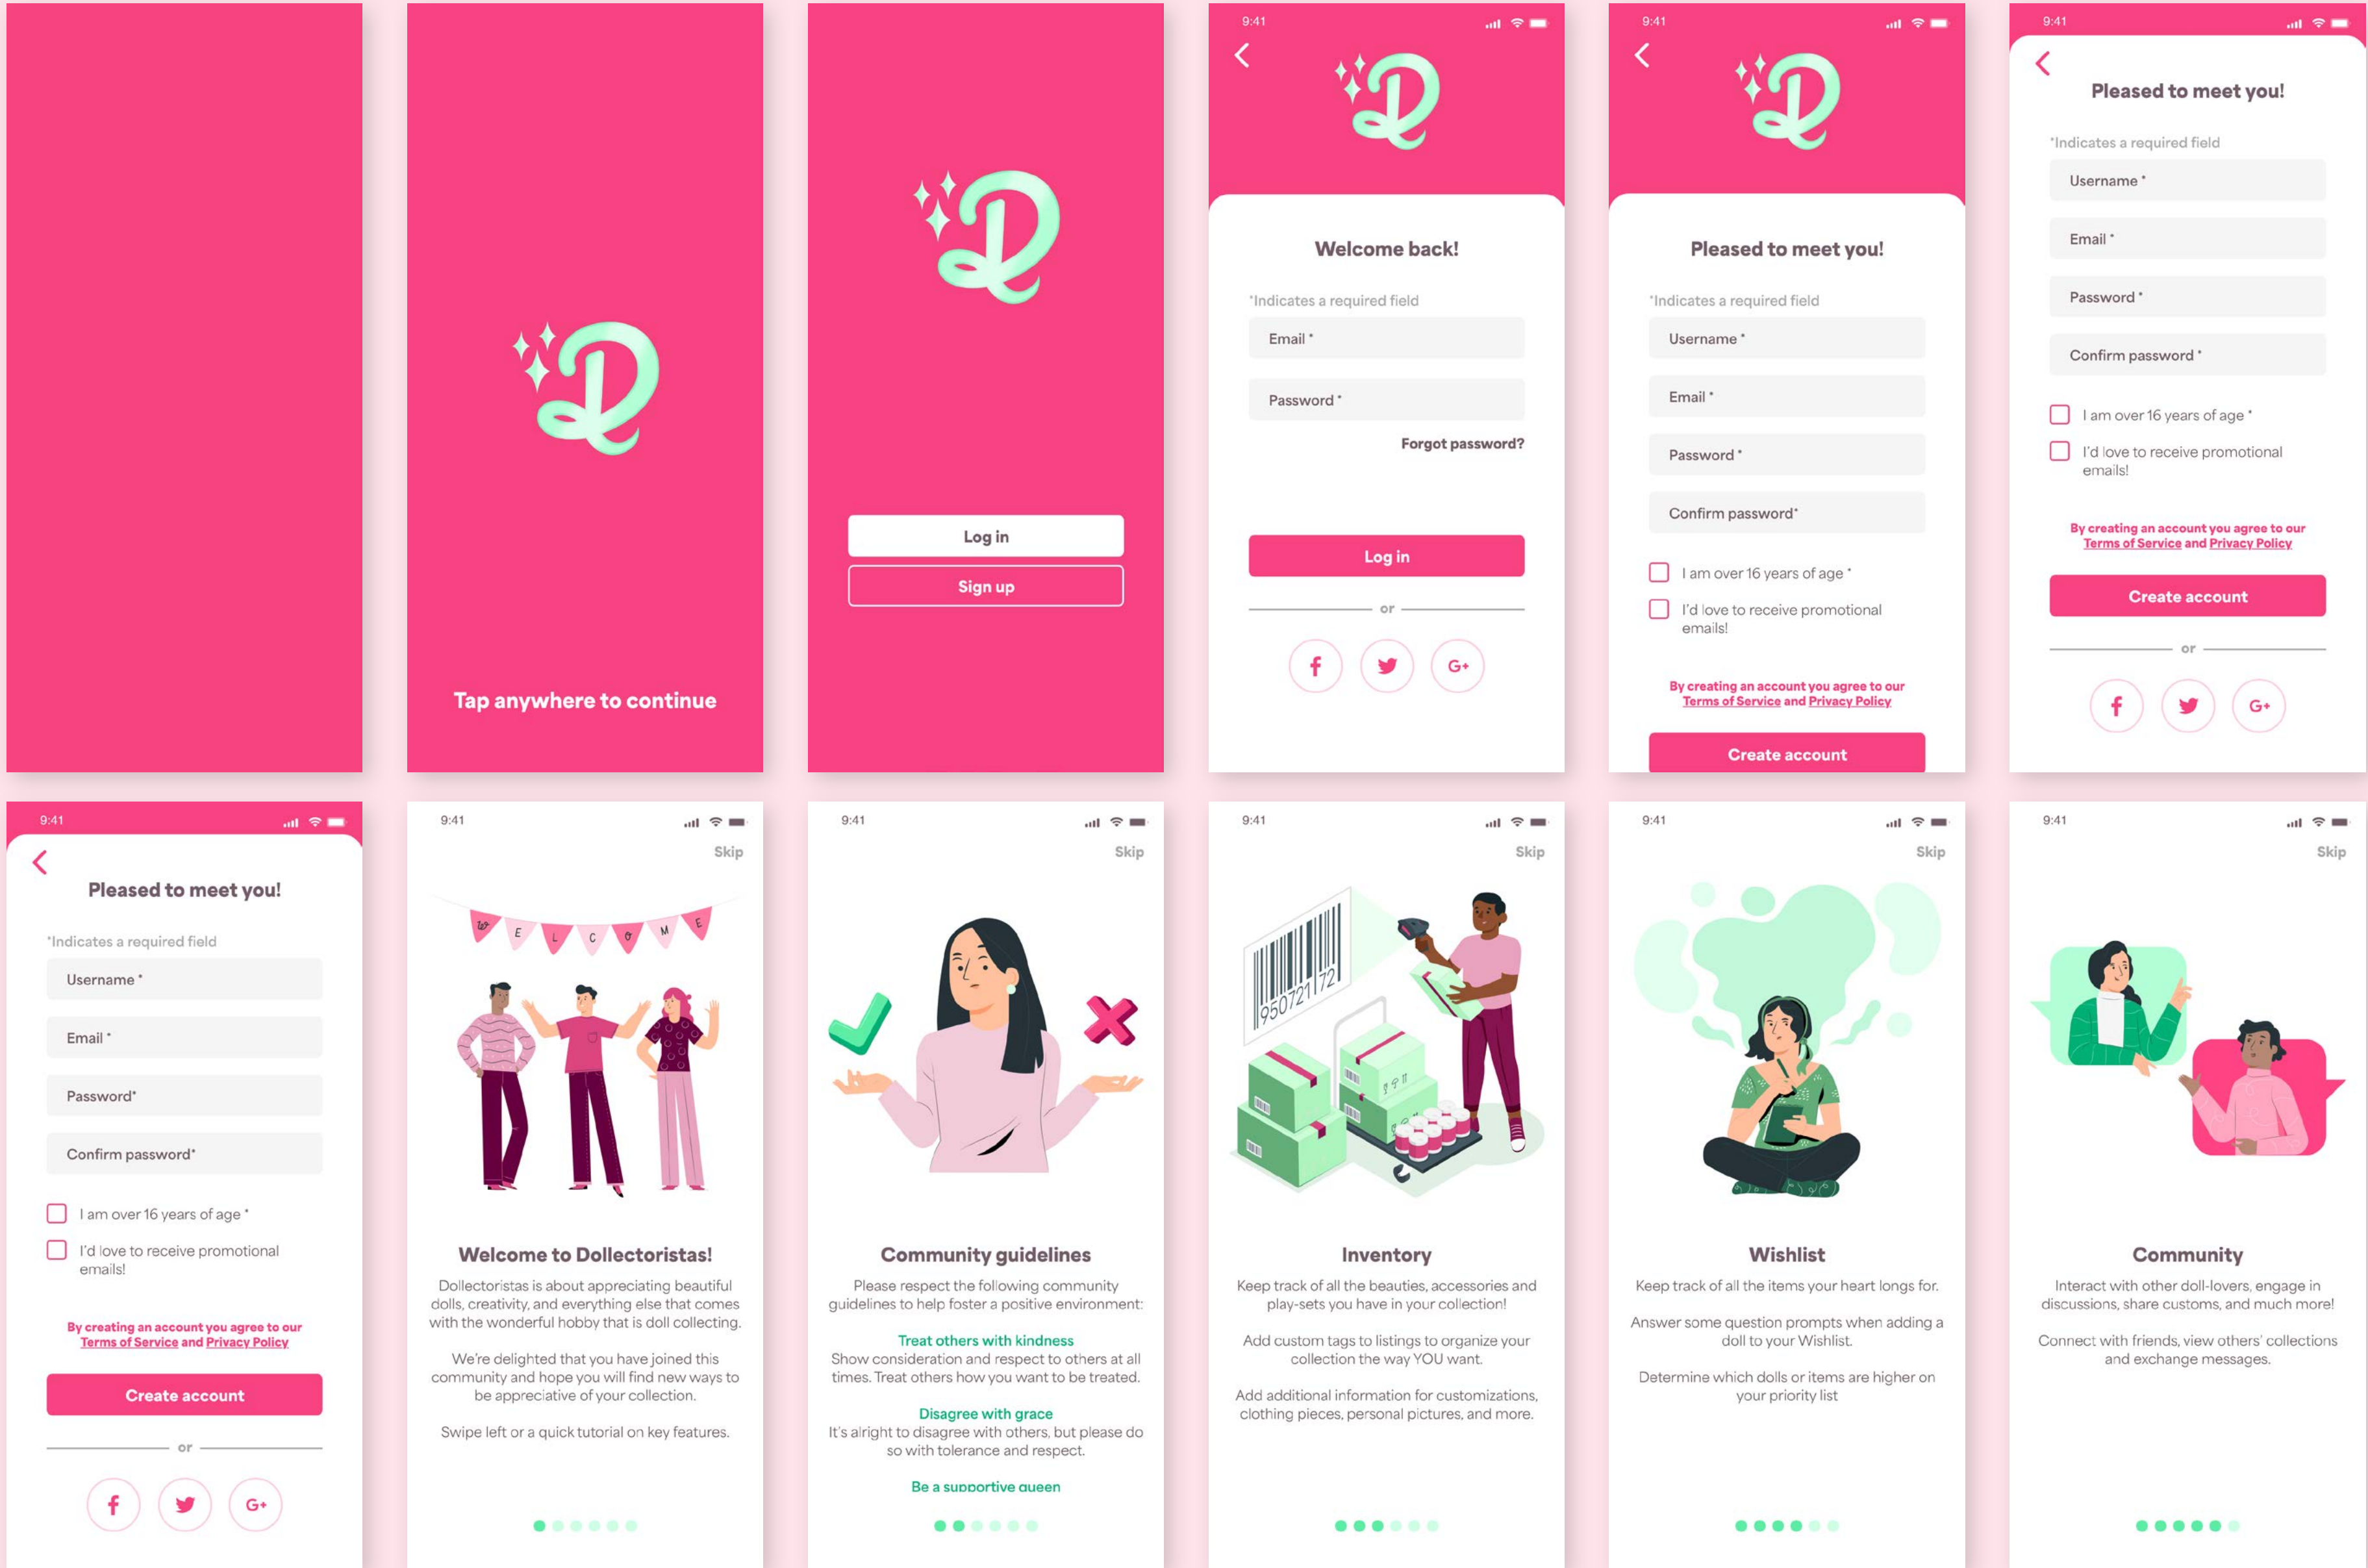 Tap anywhere to continue
Log in
Sign up
9:41
Welcome back!
*Indicates a required field
Email *
Password *
Forgot password?
Log in
or
G+
9:41
Pleased to meet you!
*Indicates a required field
Username *
Email *
Password *
Confirm password*
I am over 16 years of age *
I'd love to receive promotional
emails!
By creating an account you agree to our
Terms of Service and Privacy Policy
Create account
9:41
Pleased to meet you!
*Indicates a required field
Username *
Email *
Password *
Confirm password *
I am over 16 years of age *
I'd love to receive promotional
emails!
By creating an account you agree to our
Terms of Service and Privacy Policy
Create account
or
G+
9:41
Pleased to meet you!
*Indicates a required field
Username *
Email *
Password*
Confirm password*
I am over 16 years of age *
I'd love to receive promotional
emails!
By creating an account you agree to our
Terms of Service and Privacy Policy
Create account
or
G+
9:41
Skip
WELCOME
Welcome to Dollectoristas!
Dollectoristas is about appreciating beautiful
dolls, creativity, and everything else that comes
with the wonderful hobby that is doll collecting.
We're delighted that you have joined this
community and hope you will find new ways to
be appreciative of your collection.
Swipe left or a quick tutorial on key features.
9:41
Skip
Community guidelines
Please respect the following community
guidelines to help foster a positive environment:
Treat others with kindness
Show consideration and respect to others at all
times. Treat others how you want to be treated.
Disagree with grace
It's alright to disagree with others, but please do
so with tolerance and respect.
Be a supportive queen
9:41
Skip
950721172
Inventory
Keep track of all the beauties, accessories and
play-sets you have in your collection!
Add custom tags to listings to organize your
collection the way YOU want.
Add additional information for customizations,
clothing pieces, personal pictures, and more.
9:41
Skip
Wishlist
Keep track of all the items your heart longs for.
Answer some question prompts when adding a
doll to your Wishlist.
Determine which dolls or items are higher on
your priority list
9:41
Skip
Community
Interact with other doll-lovers, engage in
discussions, share customs, and much more!
Connect with friends, view others' collections
and exchange messages.